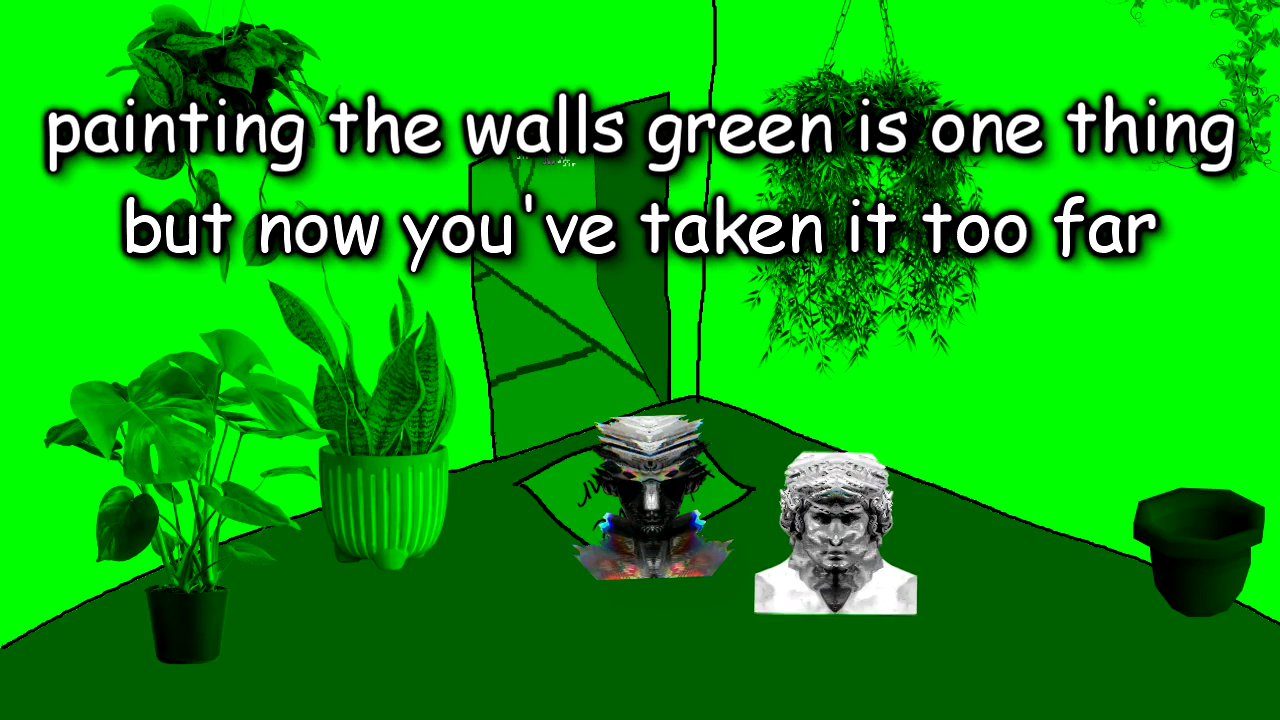 painting the walls green is one thing
but now you've taken it too far